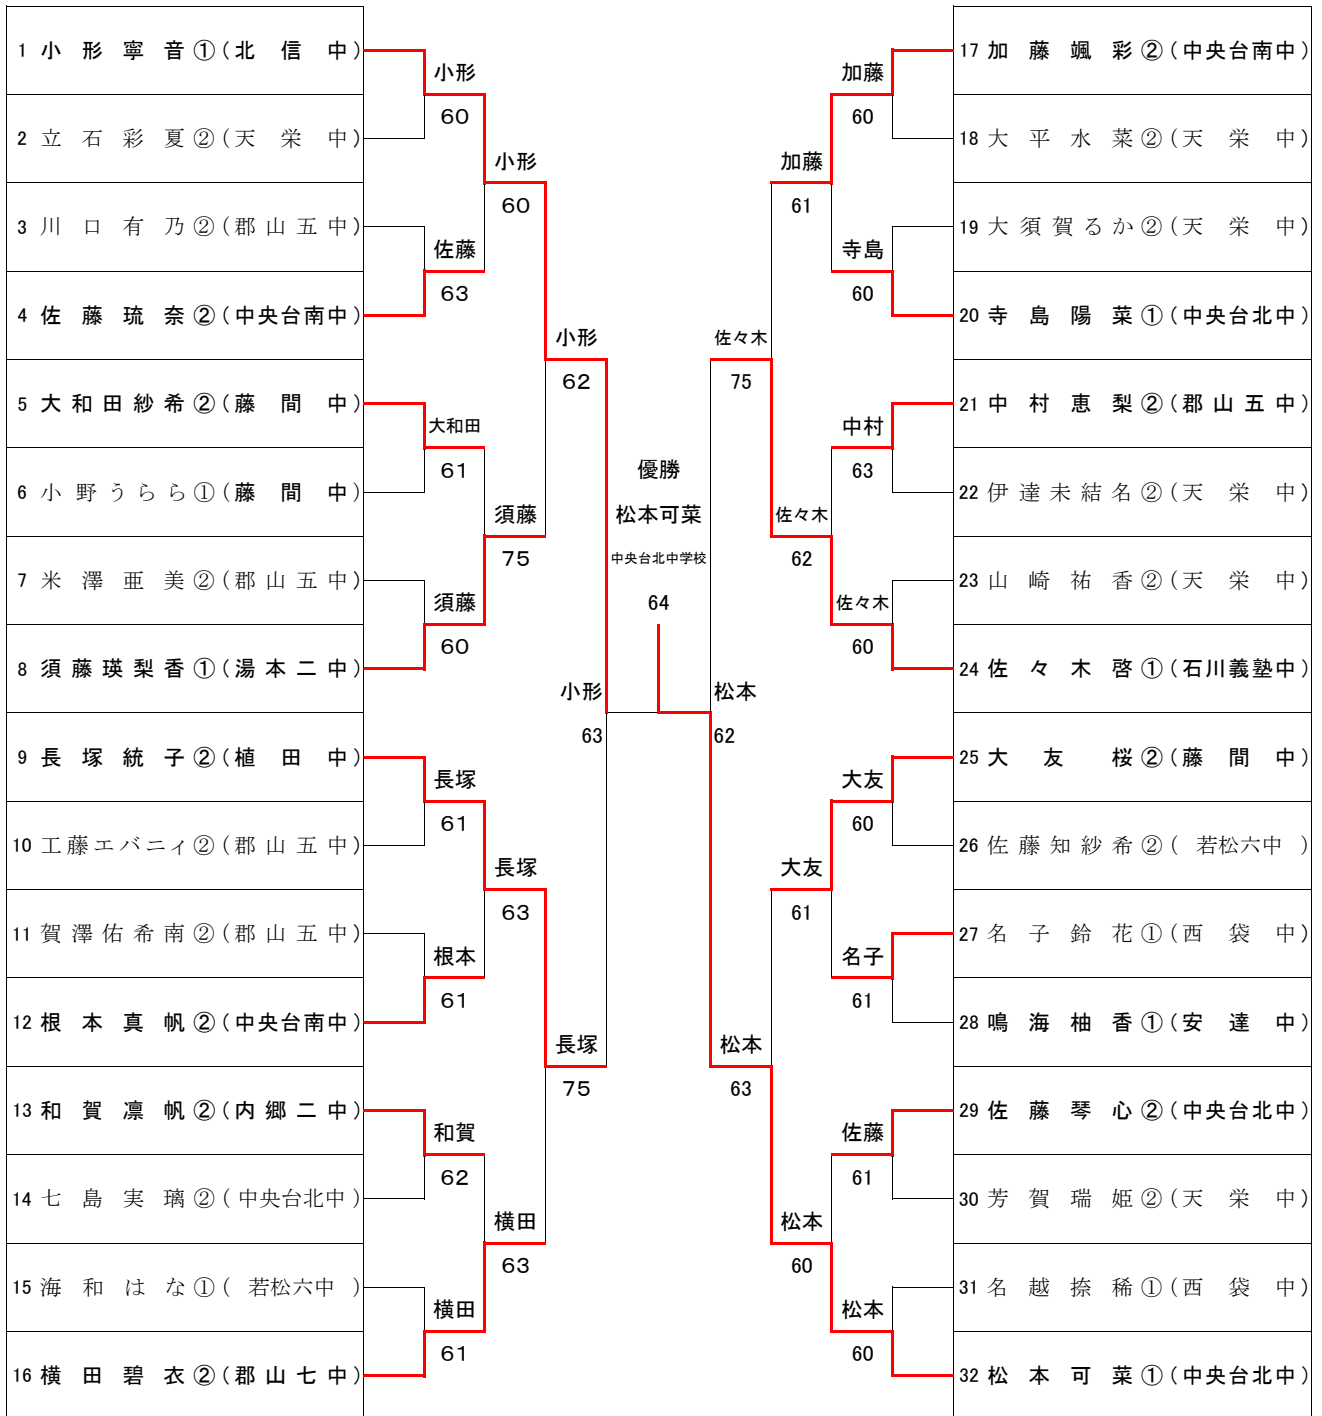 1 小形寧音①(北信中)
2 立石彩夏②(天栄中)
3 川口有乃②(郡山五中)
4 佐藤琉奈②(中央台南中)
5 大和田紗希②(藤間中)
6 小野うらら①(藤間中)
7 米澤亜美②(郡山五中)
8 須藤瑛梨香①(湯本二中)
9 長塚統子②(植田中)
10 工藤エバニィ②(郡山五中)
11 賀澤佑希南②(郡山五中)
12 根本真帆②(中央台南中)
13 和賀凛帆②(内郷二中)
14 七島実璃②(中央台北中)
15 海和はな①(若松六中)
16 横田碧衣②(郡山七中)
小形
60
佐藤
63
大和田
61
須藤
60
長塚
61
根本
61
和賀
62
横田
61
小形
60
須藤
75
長塚
63
横田
63
小形
62
長塚
75
小形
63
優勝
松本可菜
中央台北中学校
64
松本
62
佐々木
75
松本
63
加藤
61
佐々木
62
大友
61
松本
60
加藤
60
寺島
60
中村
63
佐々木
60
大友
60
名子
61
佐藤
61
松本
60
17 加藤颯彩②(中央台南中)
18 大平水菜②(天栄中)
19 大須賀るか②(天栄中)
20 寺島陽菜①(中央台北中)
21 中村恵梨②(郡山五中)
22 伊達未結名②(天栄中)
23 山崎祐香②(天栄中)
24 佐々木啓①(石川義塾中)
25 大友桜②(藤間中)
26 佐藤知紗希②(若松六中)
27 名子鈴花①(西袋中)
28 鳴海柚香①(安達中)
29 佐藤琴心②(中央台北中)
30 芳賀瑞姫②(天栄中)
31 名越捺稀①(西袋中)
32 松本可菜①(中央台北中)